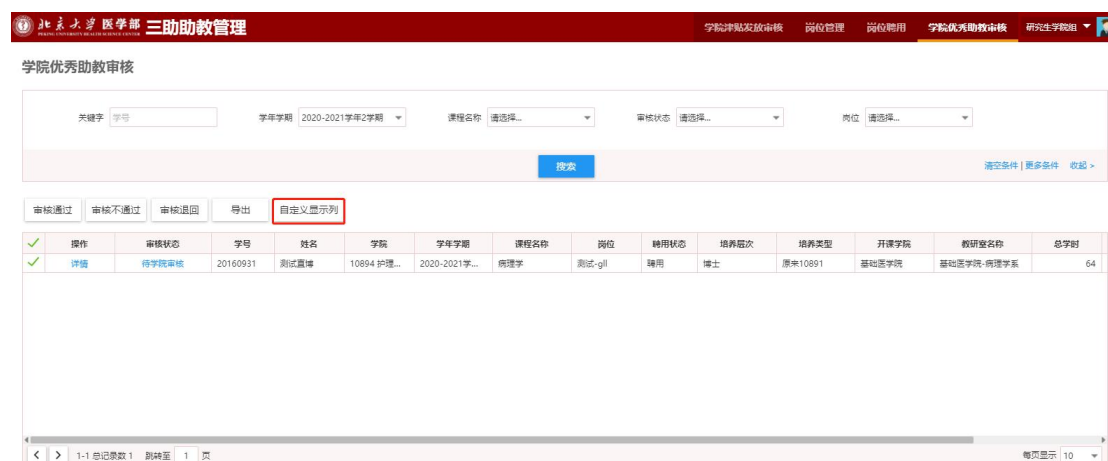 北京大学 医学部 三助助教管理 学院津贴发放审核 岗位管理 岗位聘用 学院优秀助教审核 研究生学院组
PEKING UNIVERSITY HEALTH SCIENCE CENTER
学院优秀助教审核
关键字 学号 学年学期 2020-2021学年2学期 课程名称 请选择... 审核状态 请选择... 岗位 请选择...
搜索 清空条件 | 更多条件 收起 >
审核通过 审核不通过 审核退回 导出 自定义显示列
操作 审核状态 学号 姓名 学院 学年学期 课程名称 岗位 聘用状态 培养层次 培养类型 开课学院 教研室名称 总学时
详情 待学院审核 20160931 测试直博 10894 护理... 2020-2021学... 病理学 测试-gll 聘用 博士 原来10891 基础医学院 基础医学院-病理学系 64
1-1 总记录数 1 跳转至 1 页 每页显示 10